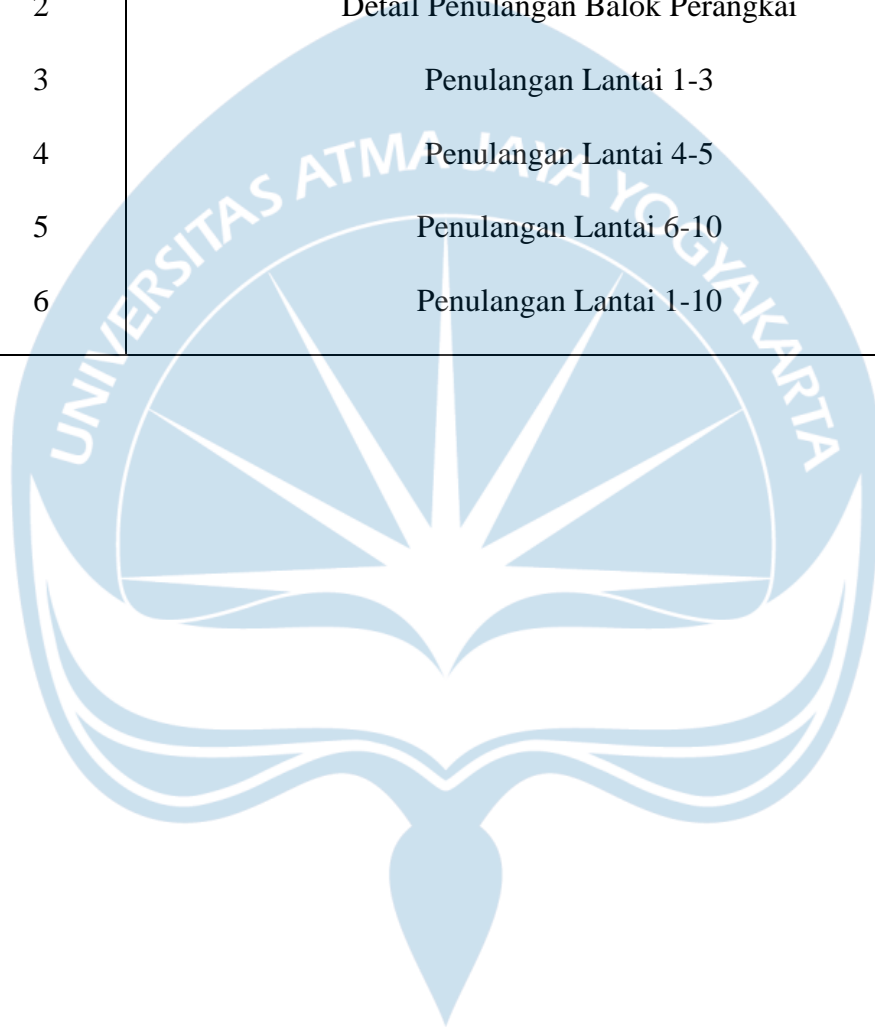 2 Detail Penulangan Balok Perangkai
3 Penulangan Lantai 1-3
4 Penulangan Lantai 4-5
5 Penulangan Lantai 6-10
6 Penulangan Lantai 1-10
UNIVERSITAS ATMA JAYA YOGYAKARTA